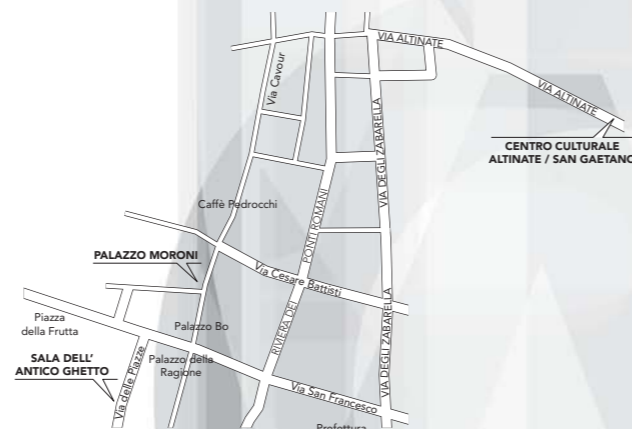 VIA ALTINATE
VIA ALTINATE
Via Cavour
CENTRO CULTURALE
ALTINATE / SAN GAETANO
VIA DEGLI ZABARELLA
Caffè Pedrocchi
RIVIERA DEI PONTI ROMANI
PALAZZO MORONI
Via Cesare Battisti
Piazza
della Frutta
Palazzo Bo
VIA DEGLI ZABARELLA
SALA DELL'
ANTICO GHETTO
Palazzo della
Ragione
Via delle Piazze
Via San Francesco
Prefettura